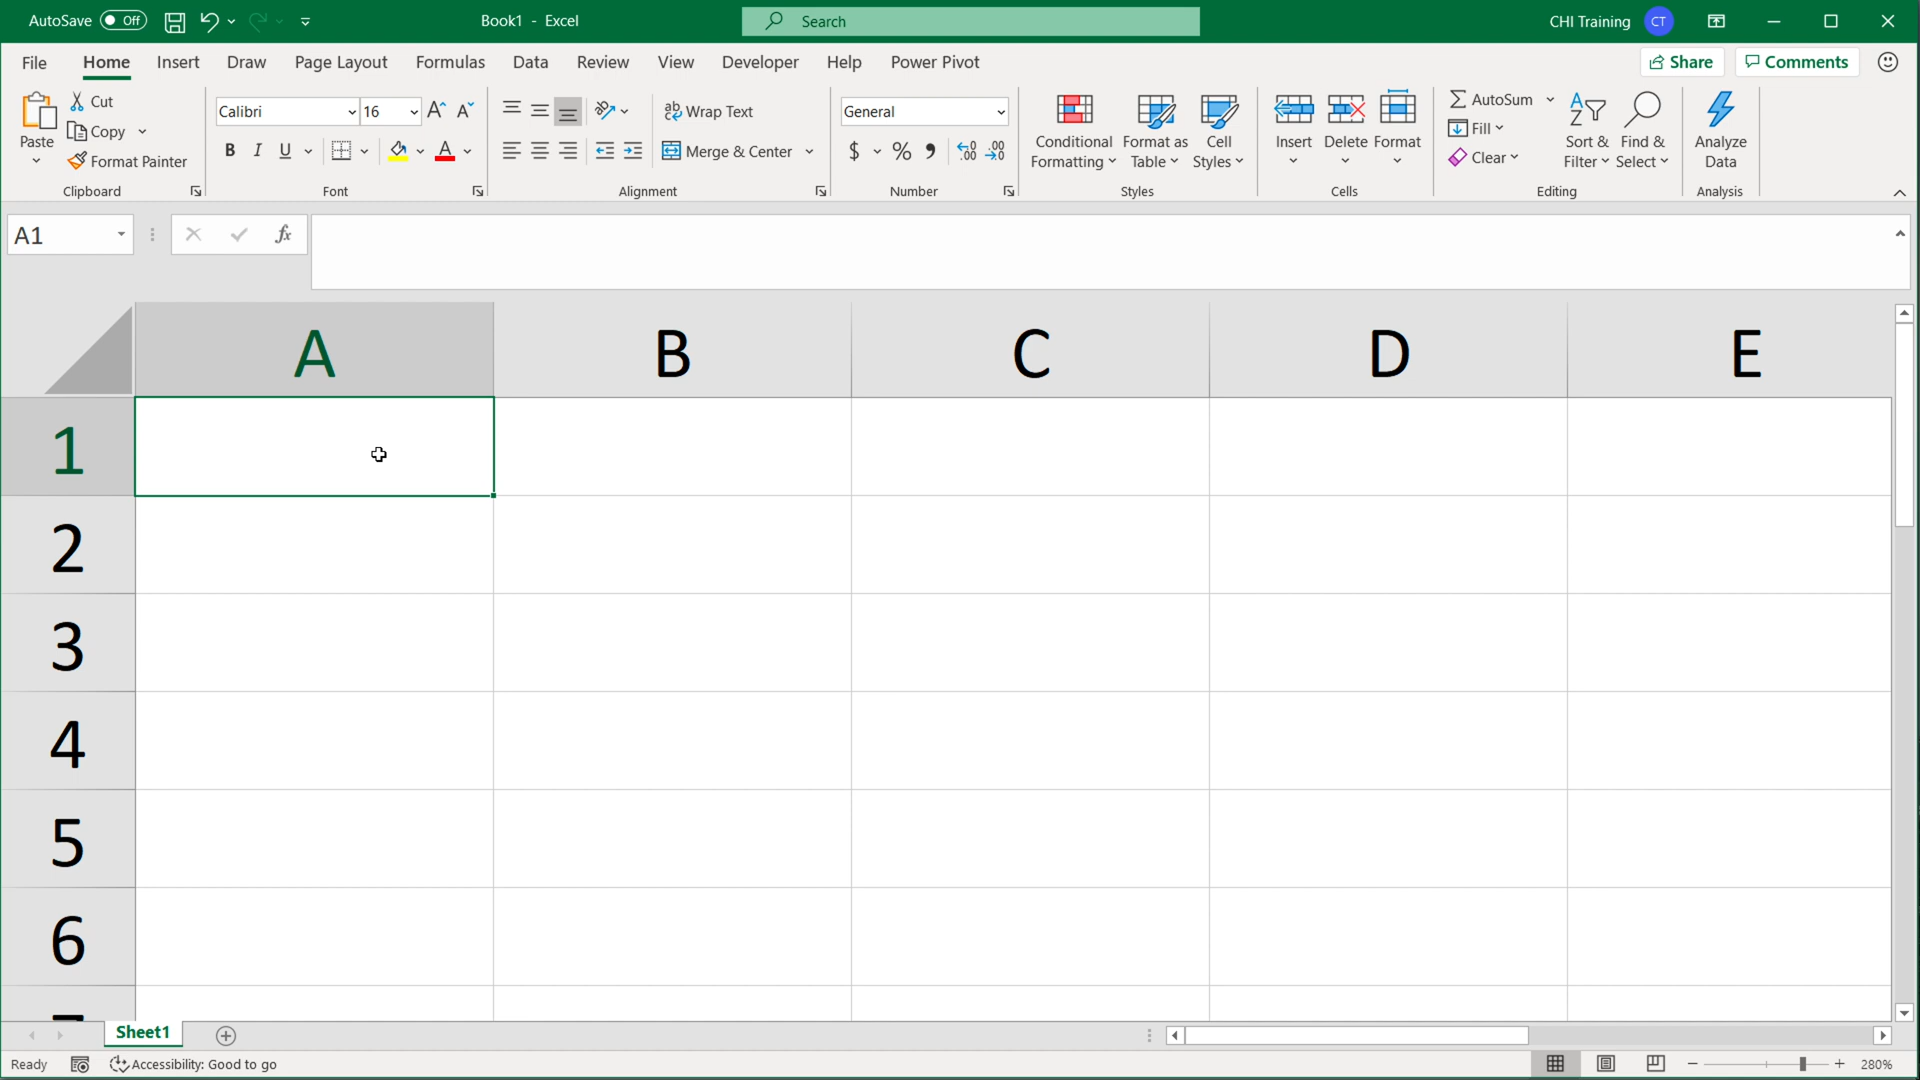 AutoSave Off Book1 - Excel Search CHI Training CT
File Home Insert Draw Page Layout Formulas Data Review View Developer Help Power Pivot Share Comments
Paste
Cut
Copy
Format Painter
Clipboard
Calibri 16
B I U A
Font
Wrap Text
Merge & Center
Alignment
General
$ % ,
Number
Conditional
Formatting
Format as
Table
Cell
Styles
Styles
Insert Delete Format
Cells
AutoSum
Fill
Clear
Sort &
Filter
Find &
Select
Editing
Analyze
Data
Analysis
A1 fx
A B C D E
1
2
3
4
5
6
Sheet1
Ready Accessibility: Good to go 280%